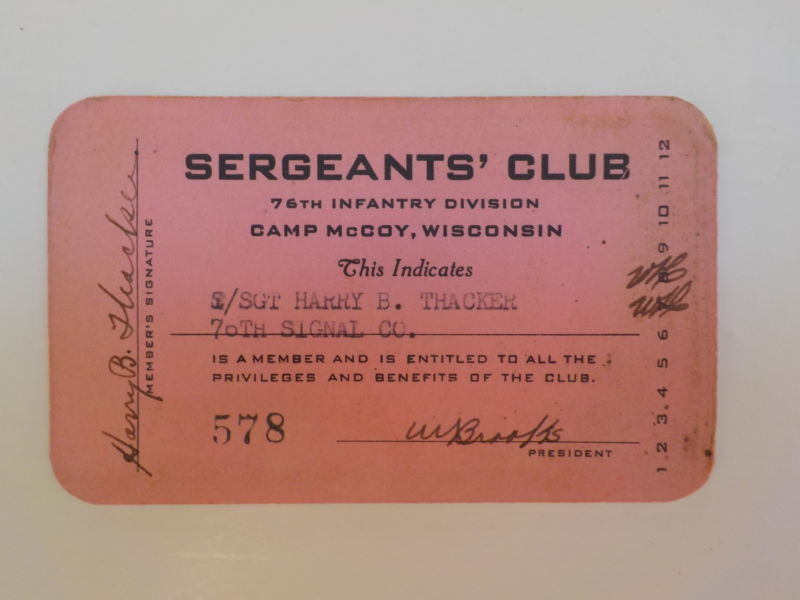 SERGEANTS' CLUB
76TH INFANTRY DIVISION
CAMP McCOY, WISCONSIN
This Indicates
S/SGT HARRY B. THACKER
76TH SIGNAL CO.
IS A MEMBER AND IS ENTITLED TO ALL THE
PRIVILEGES AND BENEFITS OF THE CLUB.
578
WBrooks
PRESIDENT
Harry B. Thacker
MEMBER'S SIGNATURE
1 2 3 4 5 6 8 9 10 11 12